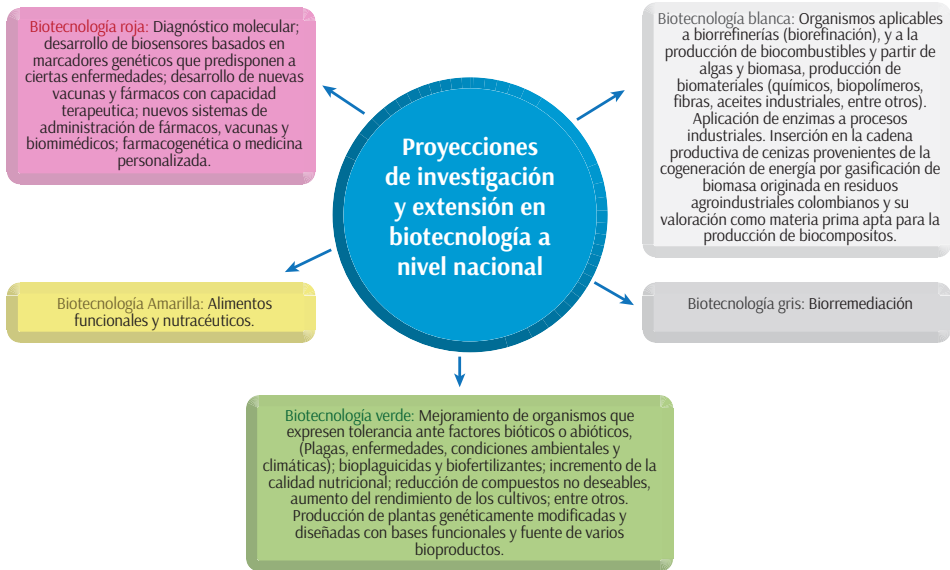 Biotecnología roja: Diagnóstico molecular;
desarrollo de biosensores basados en
marcadores genéticos que predisponen a
ciertas enfermedades; desarrollo de nuevas
vacunas y fármacos con capacidad
terapeutica; nuevos sistemas de
administración de fármacos, vacunas y
biomimédicos; farmacogenética o medicina
personalizada.
Biotecnología blanca: Organismos aplicables
a biorrefinerías (biorefinación), y a la
producción de biocombustibles y partir de
algas y biomasa, producción de
biomateriales (químicos, biopolímeros,
fibras, aceites industriales, entre otros).
Aplicación de enzimas a procesos
industriales. Inserción en la cadena
productiva de cenizas provenientes de la
cogeneración de energía por gasificación de
biomasa originada en residuos
agroindustriales colombianos y su
valoración como materia prima apta para la
producción de biocompositos.
Proyecciones
de investigación
y extensión en
biotecnología a
nivel nacional
Biotecnología Amarilla: Alimentos
funcionales y nutracéuticos.
Biotecnología gris: Biorremediación
Biotecnología verde: Mejoramiento de organismos que
expresen tolerancia ante factores bióticos o abióticos,
(Plagas, enfermedades, condiciones ambientales y
climáticas); bioplaguicidas y biofertilizantes; incremento de la
calidad nutricional; reducción de compuestos no deseables,
aumento del rendimiento de los cultivos; entre otros.
Producción de plantas genéticamente modificadas y
diseñadas con bases funcionales y fuente de varios
bioproductos.